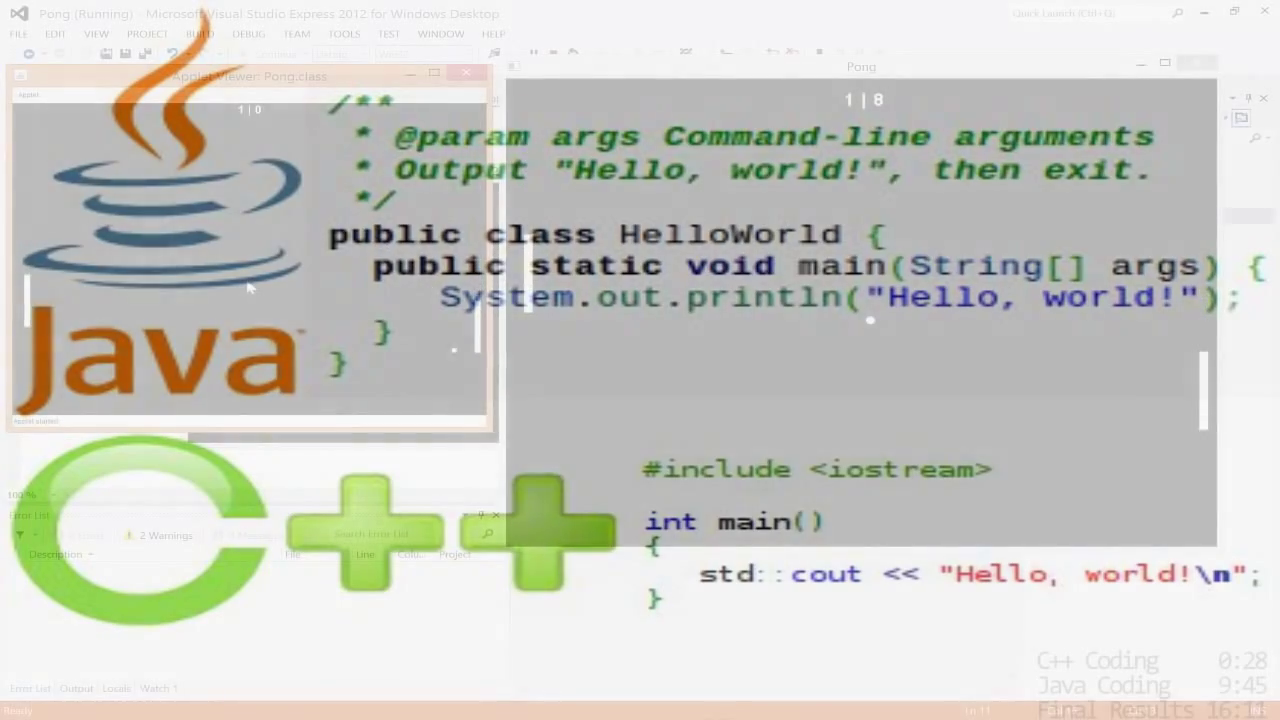 Pong (Running) - Microsoft Visual Studio Express 2012 for Windows Desktop
Quick Launch (Ctrl+Q)
FILE EDIT VIEW PROJECT BUILD DEBUG TEAM TOOLS TEST WINDOW HELP
Continue
Applet Viewer: Pong.class
Pong
Applet
1 | 0
1 | 8
/**
* @param args Command-line arguments
* Output "Hello, world!", then exit.
*/
public class HelloWorld {
public static void main(String[] args) {
System.out.println("Hello, world!");
}
}
Java
Applet started.
C++
#include <iostream>
int main()
{
std::cout << "Hello, world!\n";
}
100 %
Error List
2 Warnings
Search Error List
Description File Line Colu... Project
C++ Coding 0:28
Java Coding 9:45
Final Results 16:11
Error List Output Locals Watch 1
Ready